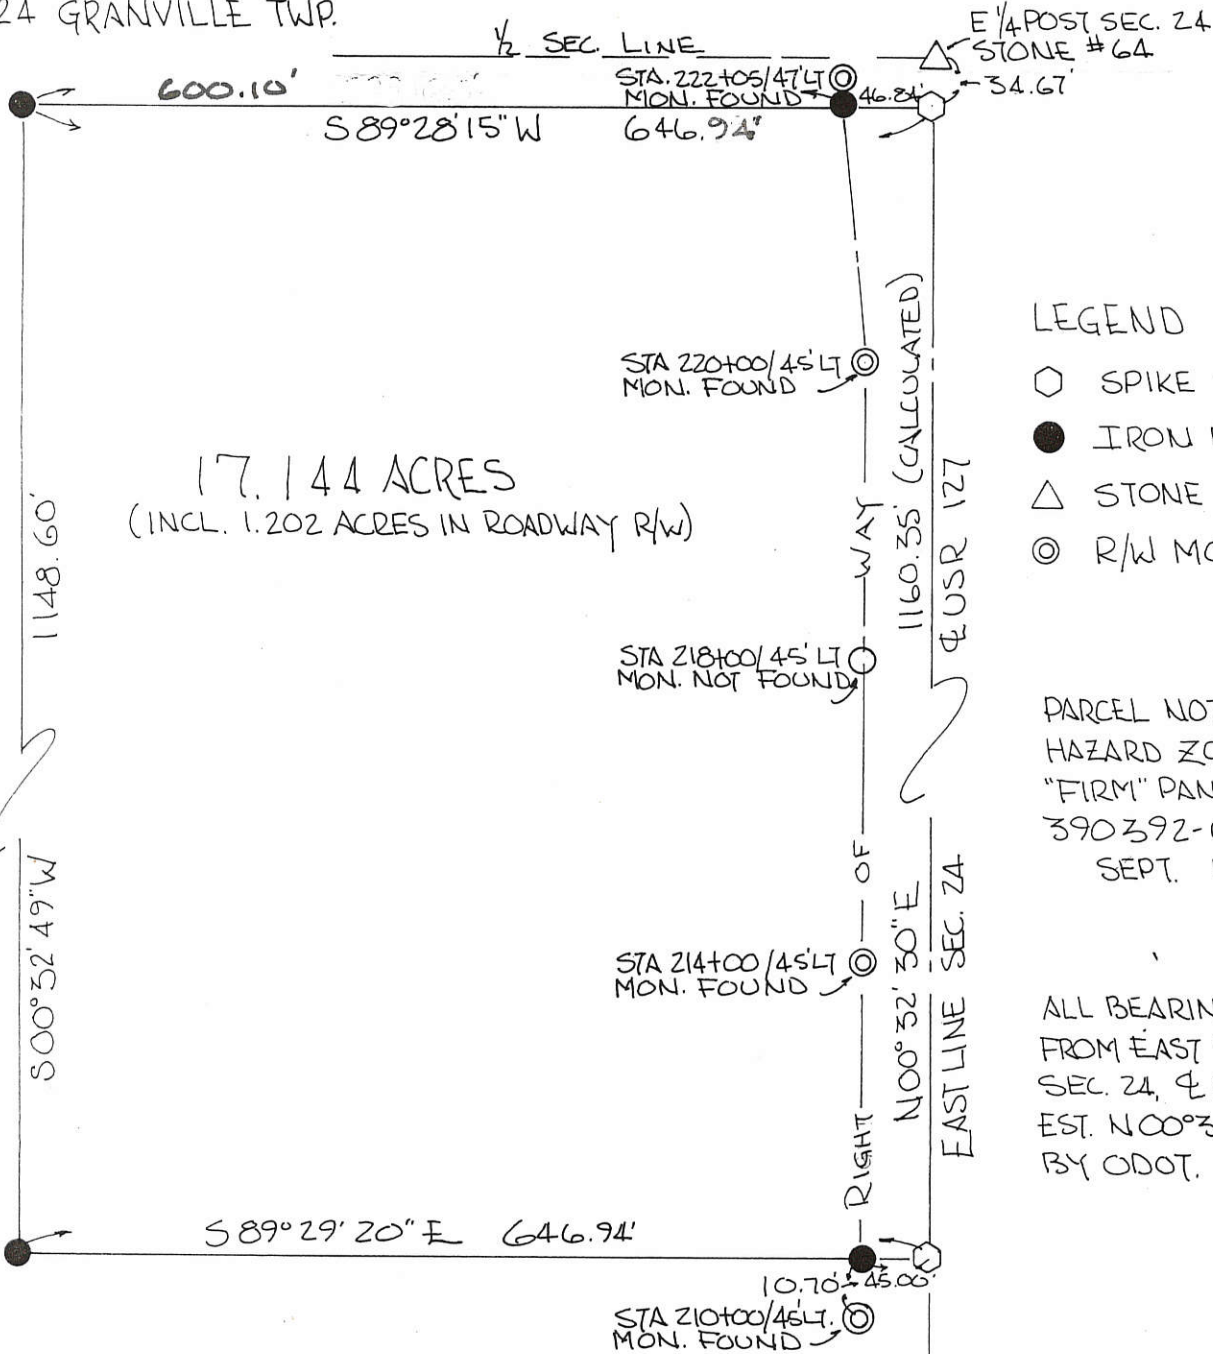 24 GRANVILLE TWP.
1/2 SEC. LINE
E 1/4 POST SEC. 24
STONE #64
34.67'
600.10'
STA. 222+05/47' LT
MON. FOUND
46.84'
S 89°28'15" W 646.94'
STA 220+00/45' LT
MON. FOUND
1160.35' (CALCULATED)
℄ USR 127
LEGEND
SPIKE
IRON
STONE
R/W MO
17.144 ACRES
(INCL. 1.202 ACRES IN ROADWAY R/W)
1148.60'
STA 218+00/45' LT
MON. NOT FOUND
PARCEL NOT
HAZARD ZO
"FIRM" PAN
390392-
SEPT.
S00°32'49"W
RIGHT OF WAY
N00°32'30"E
EAST LINE SEC. 24
STA 214+00/45' LT
MON. FOUND
ALL BEARIN
FROM EAST
SEC. 24, ℄
EST. N00°3
BY ODOT.
S 89°29'20" E 646.94'
10.70' 45.00'
STA 210+00/45' LT.
MON. FOUND